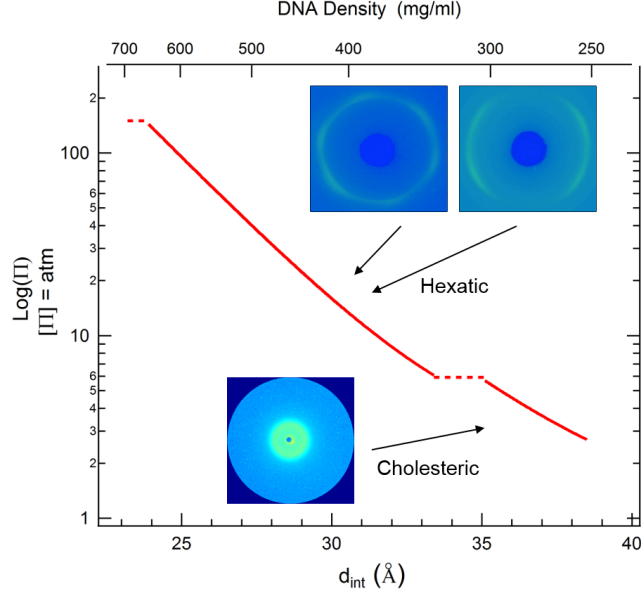 DNA Density (mg/ml)
700 600 500 400 300 250
2
100
6
5
4
3
2
10
6
5
4
3
2
1
Log(Π)
[Π] = atm
Hexatic
Cholesteric
25 30 35 40
d_int (Å)